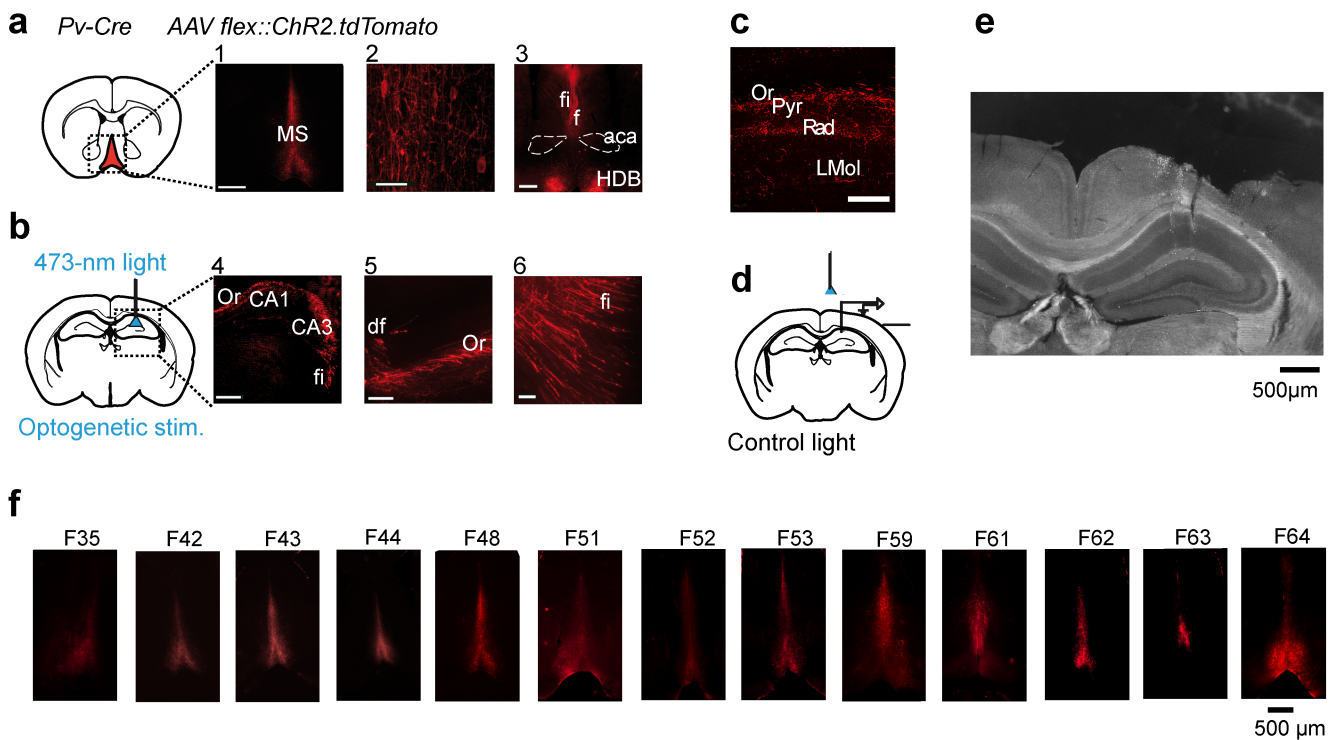 a Pv-Cre AAV flex::ChR2.tdTomato
1 2 3
MS
fi
f
aca
HDB
b
473-nm light
4 5 6
Or CA1
CA3
fi
df
Or
fi
Optogenetic stim.
c
Or
Pyr
Rad
LMol
d
Control light
e
500µm
f
F35 F42 F43 F44 F48 F51 F52 F53 F59 F61 F62 F63 F64
500 µm